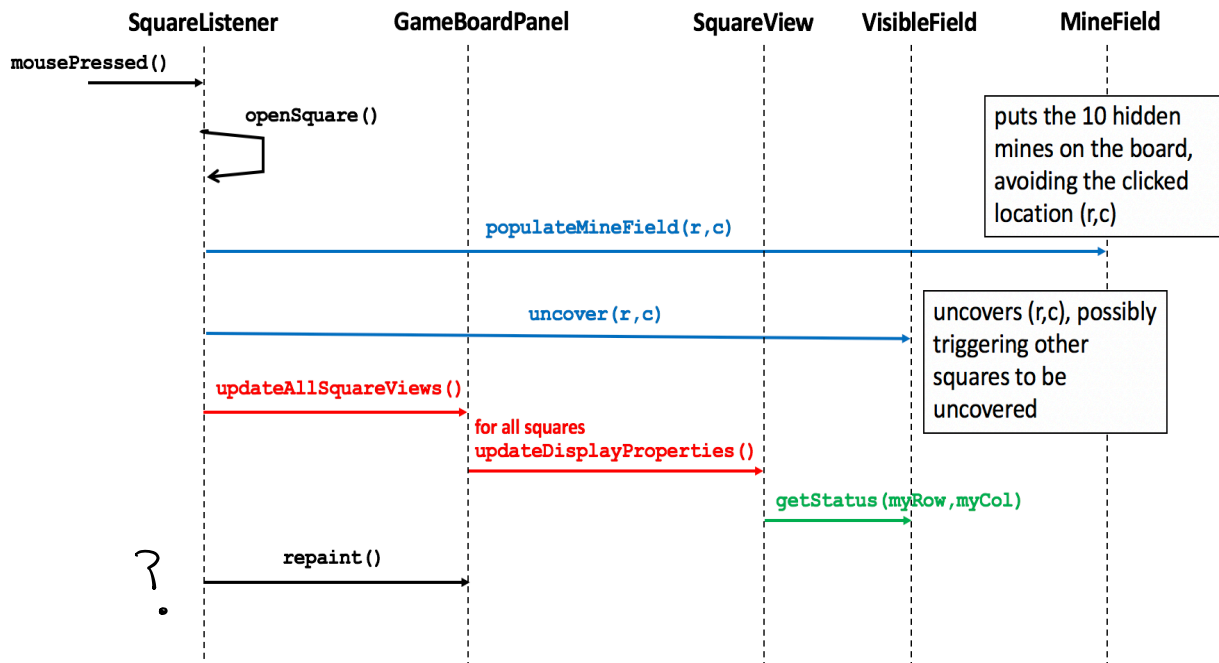 SquareListener GameBoardPanel SquareView VisibleField MineField
mousePressed()
openSquare()
puts the 10 hidden
mines on the board,
avoiding the clicked
location (r,c)
populateMineField(r,c)
uncover(r,c)
uncovers (r,c), possibly
triggering other
squares to be
uncovered
updateAllSquareViews()
for all squares
updateDisplayProperties()
getStatus(myRow,myCol)
?
repaint()